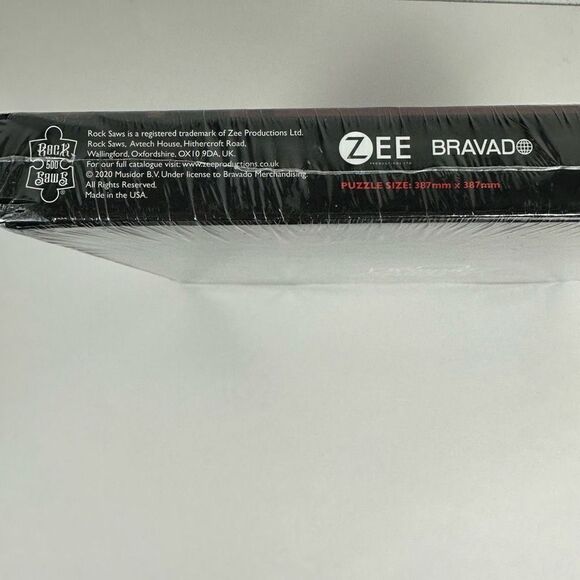 ROCK
500
SAWS
Rock Saws is a registered trademark of Zee Productions Ltd.
Rock Saws, Avtech House, Hithercroft Road,
Wallingford, Oxfordshire, OX10 9DA, UK.
For our full catalogue visit: www.zeeproductions.co.uk
© 2020 Musidor B.V. Under license to Bravado Merchandising.
All Rights Reserved.
Made in the USA.
ZEE
PRODUCTIONS LTD
BRAVADO
PUZZLE SIZE: 387mm x 387mm